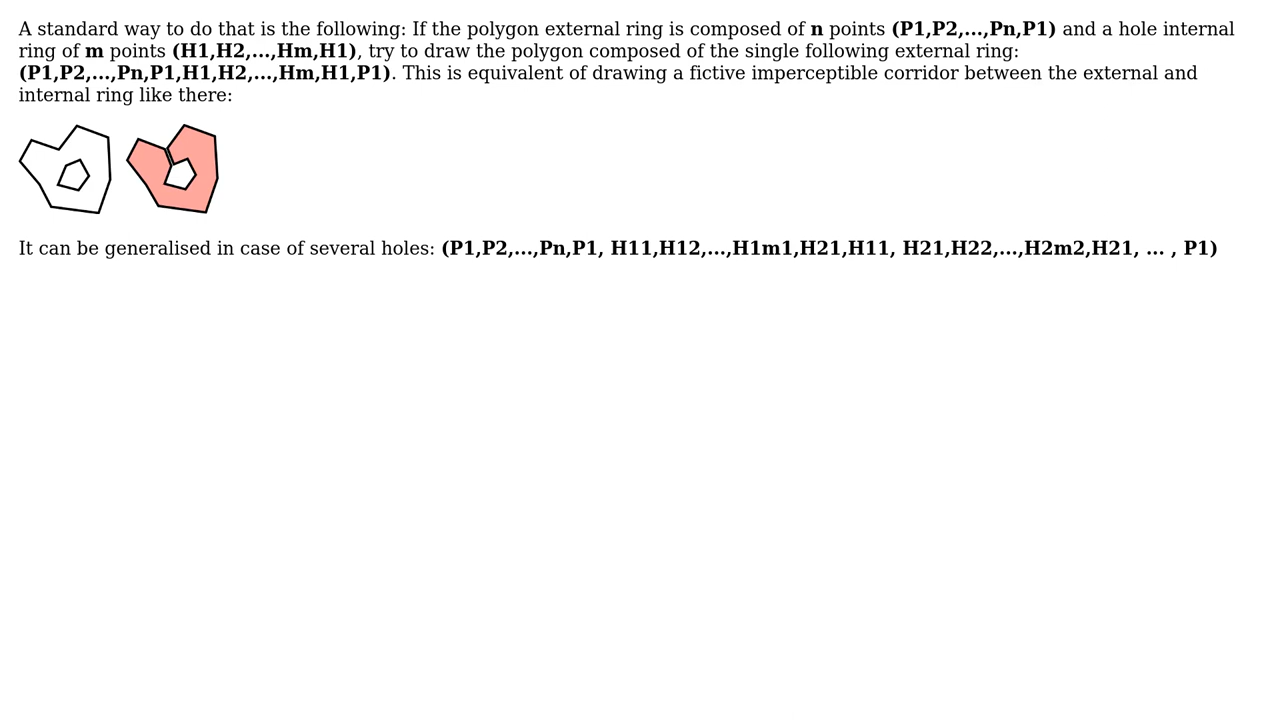 A standard way to do that is the following: If the polygon external ring is composed of n points (P1,P2,...,Pn,P1) and a hole internal
ring of m points (H1,H2,...,Hm,H1), try to draw the polygon composed of the single following external ring:
(P1,P2,...,Pn,P1,H1,H2,...,Hm,H1,P1). This is equivalent of drawing a fictive imperceptible corridor between the external and
internal ring like there:
It can be generalised in case of several holes: (P1,P2,...,Pn,P1, H11,H12,...,H1m1,H21,H11, H21,H22,...,H2m2,H21, ... , P1)